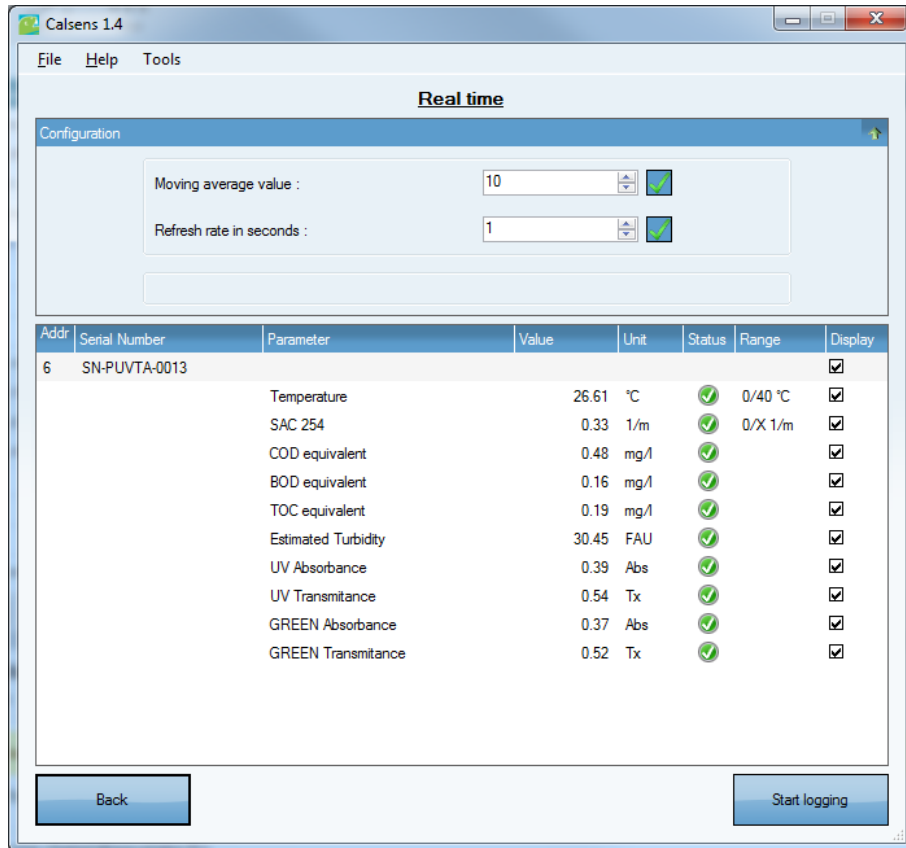 Calsens 1.4
File Help Tools
Real time
Configuration
Moving average value : 10
Refresh rate in seconds : 1
Addr Serial Number Parameter Value Unit Status Range Display
6 SN-PUVTA-0013
Temperature 26.61 °C 0/40 °C
SAC 254 0.33 1/m 0/X 1/m
COD equivalent 0.48 mg/l
BOD equivalent 0.16 mg/l
TOC equivalent 0.19 mg/l
Estimated Turbidity 30.45 FAU
UV Absorbance 0.39 Abs
UV Transmitance 0.54 Tx
GREEN Absorbance 0.37 Abs
GREEN Transmitance 0.52 Tx
Back Start logging